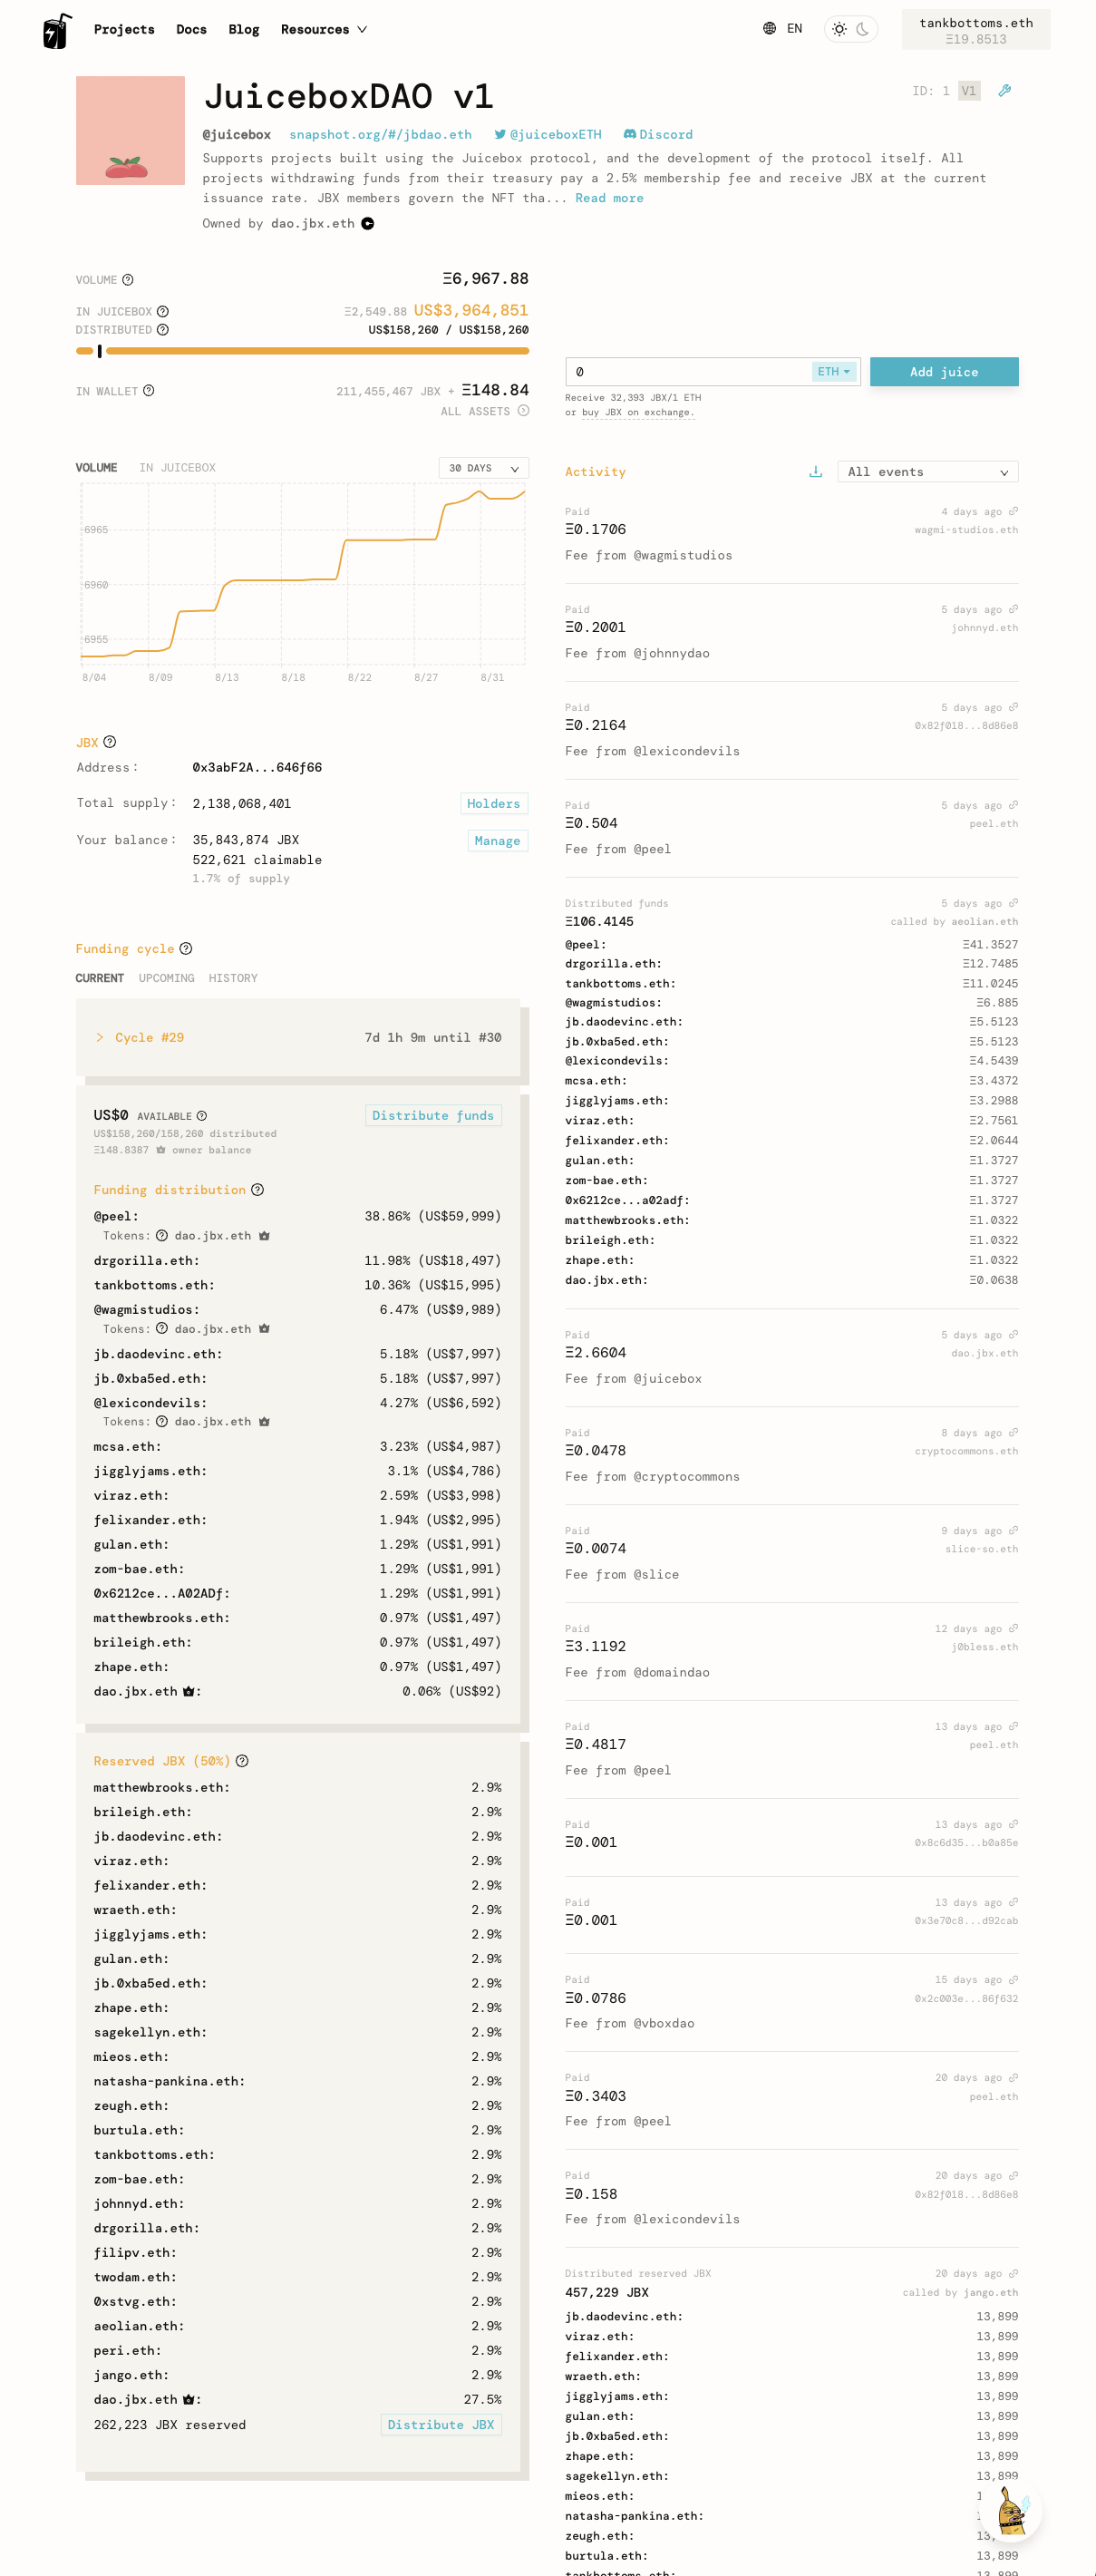 Projects Docs Blog Resources EN tankbottoms.eth
Ξ19.8513
JuiceboxDAO v1
ID: 1 V1
@juicebox snapshot.org/#/jbdao.eth @juiceboxETH Discord
Supports projects built using the Juicebox protocol, and the development of the protocol itself. All
projects withdrawing funds from their treasury pay a 2.5% membership fee and receive JBX at the current
issuance rate. JBX members govern the NFT tha... Read more
Owned by dao.jbx.eth
VOLUME Ξ6,967.88
IN JUICEBOX Ξ2,549.88 US$3,964,851
DISTRIBUTED US$158,260 / US$158,260
IN WALLET 211,455,467 JBX + Ξ148.84
ALL ASSETS
VOLUME IN JUICEBOX 30 DAYS
6965
6960
6955
8/04 8/09 8/13 8/18 8/22 8/27 8/31
JBX
Address: 0x3abF2A...646f66
Total supply: 2,138,068,401 Holders
Your balance: 35,843,874 JBX Manage
522,621 claimable
1.7% of supply
Funding cycle
CURRENT UPCOMING HISTORY
Cycle #29 7d 1h 9m until #30
US$0 AVAILABLE Distribute funds
US$158,260/158,260 distributed
Ξ148.8387 owner balance
Funding distribution
@peel: 38.86% (US$59,999)
Tokens: dao.jbx.eth
drgorilla.eth: 11.98% (US$18,497)
tankbottoms.eth: 10.36% (US$15,995)
@wagmistudios: 6.47% (US$9,989)
Tokens: dao.jbx.eth
jb.daodevinc.eth: 5.18% (US$7,997)
jb.0xba5ed.eth: 5.18% (US$7,997)
@lexicondevils: 4.27% (US$6,592)
Tokens: dao.jbx.eth
mcsa.eth: 3.23% (US$4,987)
jigglyjams.eth: 3.1% (US$4,786)
viraz.eth: 2.59% (US$3,998)
felixander.eth: 1.94% (US$2,995)
gulan.eth: 1.29% (US$1,991)
zom-bae.eth: 1.29% (US$1,991)
0x6212ce...A02ADf: 1.29% (US$1,991)
matthewbrooks.eth: 0.97% (US$1,497)
brileigh.eth: 0.97% (US$1,497)
zhape.eth: 0.97% (US$1,497)
dao.jbx.eth : 0.06% (US$92)
Reserved JBX (50%)
matthewbrooks.eth: 2.9%
brileigh.eth: 2.9%
jb.daodevinc.eth: 2.9%
viraz.eth: 2.9%
felixander.eth: 2.9%
wraeth.eth: 2.9%
jigglyjams.eth: 2.9%
gulan.eth: 2.9%
jb.0xba5ed.eth: 2.9%
zhape.eth: 2.9%
sagekellyn.eth: 2.9%
mieos.eth: 2.9%
natasha-pankina.eth: 2.9%
zeugh.eth: 2.9%
burtula.eth: 2.9%
tankbottoms.eth: 2.9%
zom-bae.eth: 2.9%
johnnyd.eth: 2.9%
drgorilla.eth: 2.9%
filipv.eth: 2.9%
twodam.eth: 2.9%
0xstvg.eth: 2.9%
aeolian.eth: 2.9%
peri.eth: 2.9%
jango.eth: 2.9%
dao.jbx.eth : 27.5%
262,223 JBX reserved Distribute JBX
0 ETH Add juice
Receive 32,393 JBX/1 ETH
or buy JBX on exchange.
Activity All events
Paid 4 days ago
Ξ0.1706 wagmi-studios.eth
Fee from @wagmistudios
Paid 5 days ago
Ξ0.2001 johnnyd.eth
Fee from @johnnydao
Paid 5 days ago
Ξ0.2164 0x82f018...8d86e8
Fee from @lexicondevils
Paid 5 days ago
Ξ0.504 peel.eth
Fee from @peel
Distributed funds 5 days ago
Ξ106.4145 called by aeolian.eth
@peel: Ξ41.3527
drgorilla.eth: Ξ12.7485
tankbottoms.eth: Ξ11.0245
@wagmistudios: Ξ6.885
jb.daodevinc.eth: Ξ5.5123
jb.0xba5ed.eth: Ξ5.5123
@lexicondevils: Ξ4.5439
mcsa.eth: Ξ3.4372
jigglyjams.eth: Ξ3.2988
viraz.eth: Ξ2.7561
felixander.eth: Ξ2.0644
gulan.eth: Ξ1.3727
zom-bae.eth: Ξ1.3727
0x6212ce...a02adf: Ξ1.3727
matthewbrooks.eth: Ξ1.0322
brileigh.eth: Ξ1.0322
zhape.eth: Ξ1.0322
dao.jbx.eth: Ξ0.0638
Paid 5 days ago
Ξ2.6604 dao.jbx.eth
Fee from @juicebox
Paid 8 days ago
Ξ0.0478 cryptocommons.eth
Fee from @cryptocommons
Paid 9 days ago
Ξ0.0074 slice-so.eth
Fee from @slice
Paid 12 days ago
Ξ3.1192 j0bless.eth
Fee from @domaindao
Paid 13 days ago
Ξ0.4817 peel.eth
Fee from @peel
Paid 13 days ago
Ξ0.001 0x8c6d35...b0a85e
Paid 13 days ago
Ξ0.001 0x3e70c8...d92cab
Paid 15 days ago
Ξ0.0786 0x2c003e...86f632
Fee from @vboxdao
Paid 20 days ago
Ξ0.3403 peel.eth
Fee from @peel
Paid 20 days ago
Ξ0.158 0x82f018...8d86e8
Fee from @lexicondevils
Distributed reserved JBX 20 days ago
457,229 JBX called by jango.eth
jb.daodevinc.eth: 13,899
viraz.eth: 13,899
felixander.eth: 13,899
wraeth.eth: 13,899
jigglyjams.eth: 13,899
gulan.eth: 13,899
jb.0xba5ed.eth: 13,899
zhape.eth: 13,899
sagekellyn.eth: 13,899
mieos.eth:
natasha-pankina.eth:
zeugh.eth:
burtula.eth: 13,899
tankbottoms.eth: 13,899